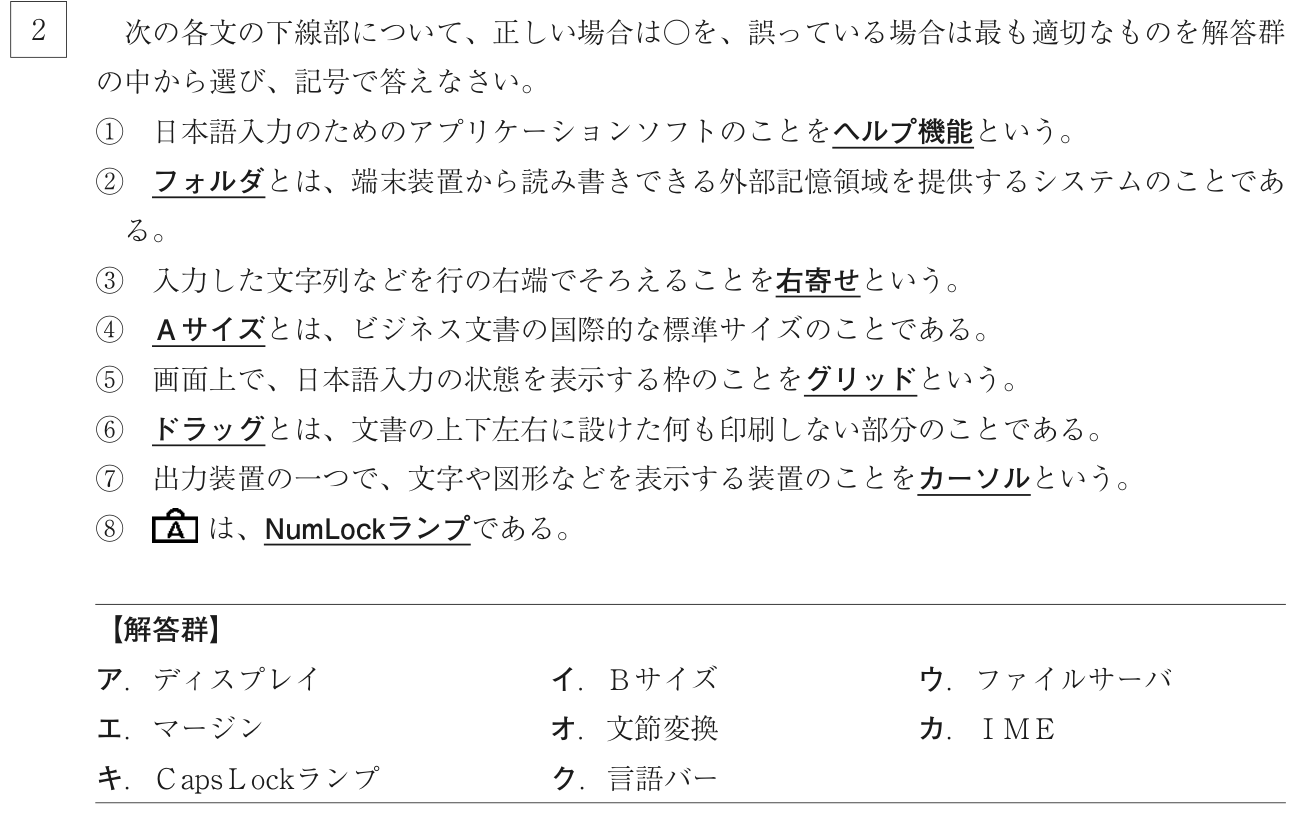 2　次の各文の下線部について、正しい場合は○を、誤っている場合は最も適切なものを解答群
の中から選び、記号で答えなさい。
①　日本語入力のためのアプリケーションソフトのことをヘルプ機能という。
②　フォルダとは、端末装置から読み書きできる外部記憶領域を提供するシステムのことであ
る。
③　入力した文字列などを行の右端でそろえることを右寄せという。
④　Ａサイズとは、ビジネス文書の国際的な標準サイズのことである。
⑤　画面上で、日本語入力の状態を表示する枠のことをグリッドという。
⑥　ドラッグとは、文書の上下左右に設けた何も印刷しない部分のことである。
⑦　出力装置の一つで、文字や図形などを表示する装置のことをカーソルという。
⑧　A は、NumLockランプである。
【解答群】
ア．ディスプレイ　イ．Ｂサイズ　ウ．ファイルサーバ
エ．マージン　オ．文節変換　カ．ＩＭＥ
キ．CapsLockランプ　ク．言語バー